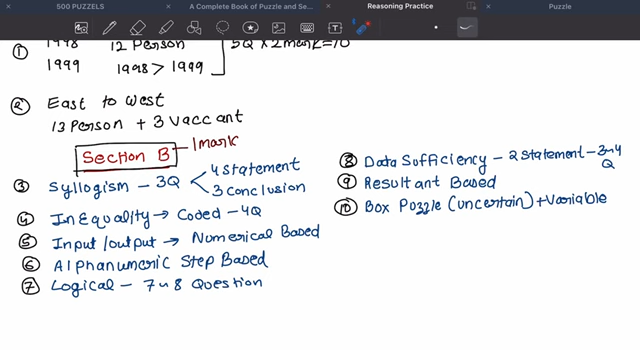 500 PUZZELS
A Complete Book of Puzzle and Se...
Reasoning Practice
Puzzle
① 1998 12 Person 5Q x 2mark=10
1999 1998 > 1999
② East to West
13 Person + 3 Vaccant
Section B - 1mark
③ Syllogism - 3Q 4 statement
3 conclusion
④ InEquality → Coded - 4Q
⑤ Input/output → Numerical Based
⑥ Alphanumeric Step Based
⑦ Logical - 7~8 Question
⑧ Data Sufficiency - 2 Statement - 3~4
Q
⑨ Resultant Based
⑩ Box Puzzle (uncertain) + Variable